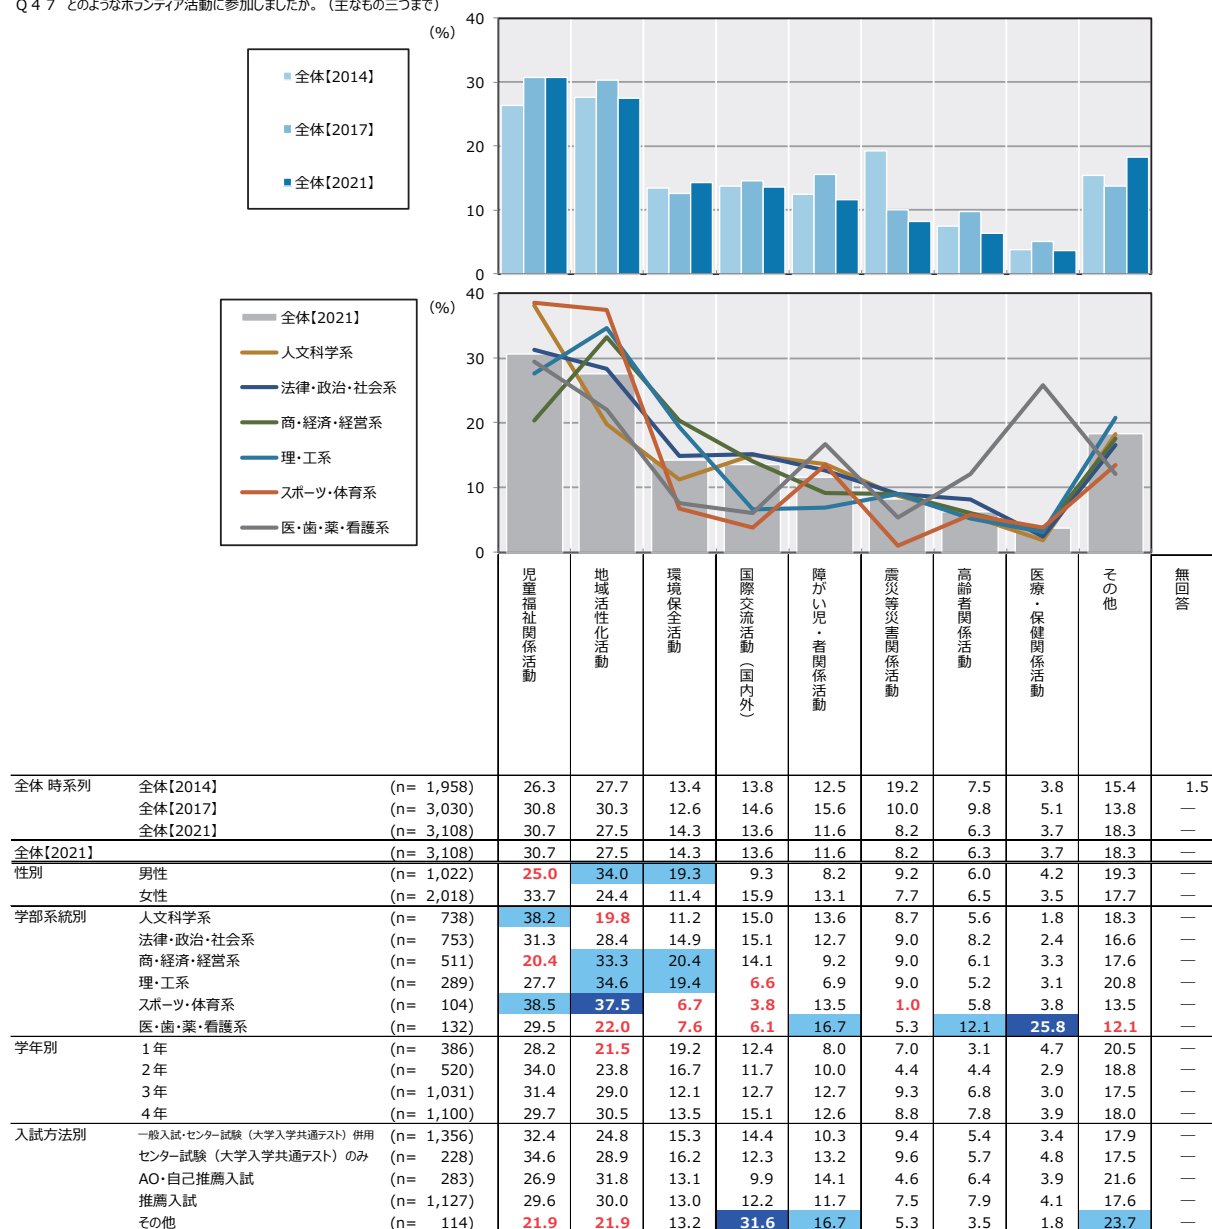 Q47 どのようなボランティア活動に参加しましたか。（主なもの三つまで）
(%)
40
30
20
10
0
全体【2014】
全体【2017】
全体【2021】
(%)
40
30
20
10
0
全体【2021】
人文科学系
法律・政治・社会系
商・経済・経営系
理・工系
スポーツ・体育系
医・歯・薬・看護系
児童福祉関係活動
地域活性化活動
環境保全活動
国際交流活動（国内外）
障がい児・者関係活動
震災等災害関係活動
高齢者関係活動
医療・保健関係活動
その他
無回答
全体 時系列 全体【2014】 (n= 1,958) 26.3 27.7 13.4 13.8 12.5 19.2 7.5 3.8 15.4 1.5
全体【2017】 (n= 3,030) 30.8 30.3 12.6 14.6 15.6 10.0 9.8 5.1 13.8 ―
全体【2021】 (n= 3,108) 30.7 27.5 14.3 13.6 11.6 8.2 6.3 3.7 18.3 ―
全体【2021】 (n= 3,108) 30.7 27.5 14.3 13.6 11.6 8.2 6.3 3.7 18.3 ―
性別 男性 (n= 1,022) 25.0 34.0 19.3 9.3 8.2 9.2 6.0 4.2 19.3 ―
女性 (n= 2,018) 33.7 24.4 11.4 15.9 13.1 7.7 6.5 3.5 17.7 ―
学部系統別 人文科学系 (n= 738) 38.2 19.8 11.2 15.0 13.6 8.7 5.6 1.8 18.3 ―
法律・政治・社会系 (n= 753) 31.3 28.4 14.9 15.1 12.7 9.0 8.2 2.4 16.6 ―
商・経済・経営系 (n= 511) 20.4 33.3 20.4 14.1 9.2 9.0 6.1 3.3 17.6 ―
理・工系 (n= 289) 27.7 34.6 19.4 6.6 6.9 9.0 5.2 3.1 20.8 ―
スポーツ・体育系 (n= 104) 38.5 37.5 6.7 3.8 13.5 1.0 5.8 3.8 13.5 ―
医・歯・薬・看護系 (n= 132) 29.5 22.0 7.6 6.1 16.7 5.3 12.1 25.8 12.1 ―
学年別 1年 (n= 386) 28.2 21.5 19.2 12.4 8.0 7.0 3.1 4.7 20.5 ―
2年 (n= 520) 34.0 23.8 16.7 11.7 10.0 4.4 4.4 2.9 18.8 ―
3年 (n= 1,031) 31.4 29.0 12.1 12.7 12.7 9.3 6.8 3.0 17.5 ―
4年 (n= 1,100) 29.7 30.5 13.5 15.1 12.6 8.8 7.8 3.9 18.0 ―
入試方法別 一般入試・センター試験（大学入学共通テスト）併用 (n= 1,356) 32.4 24.8 15.3 14.4 10.3 9.4 5.4 3.4 17.9 ―
センター試験（大学入学共通テスト）のみ (n= 228) 34.6 28.9 16.2 12.3 13.2 9.6 5.7 4.8 17.5 ―
AO・自己推薦入試 (n= 283) 26.9 31.8 13.1 9.9 14.1 4.6 6.4 3.9 21.6 ―
推薦入試 (n= 1,127) 29.6 30.0 13.0 12.2 11.7 7.5 7.9 4.1 17.6 ―
その他 (n= 114) 21.9 21.9 13.2 31.6 16.7 5.3 3.5 1.8 23.7 ―